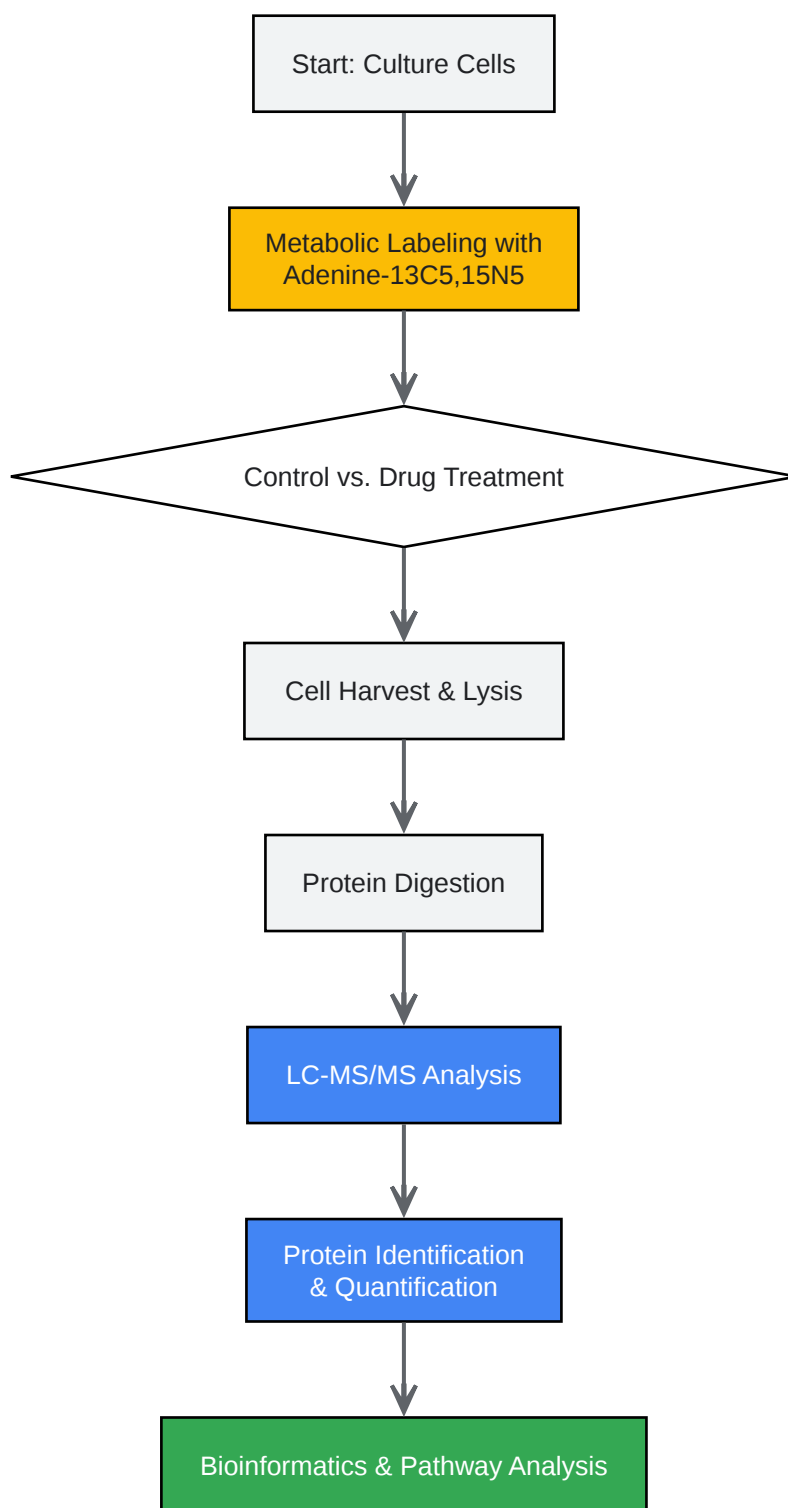 Start: Culture Cells
Metabolic Labeling with
Adenine-13C5,15N5
Control vs. Drug Treatment
Cell Harvest & Lysis
Protein Digestion
LC-MS/MS Analysis
Protein Identification
& Quantification
Bioinformatics & Pathway Analysis